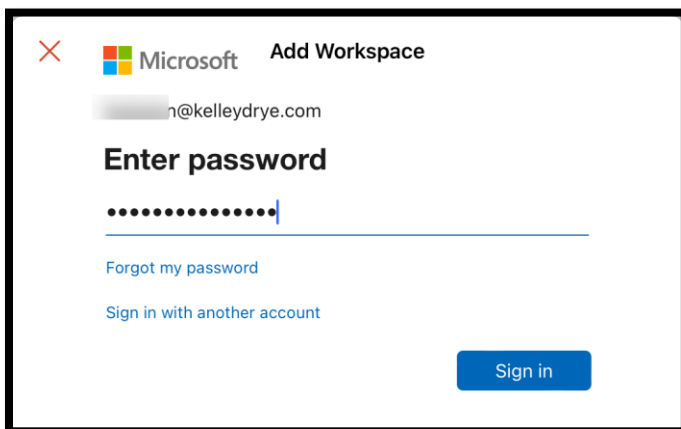 Microsoft Add Workspace
n@kelleydrye.com
Enter password
•••••••••••••••
Forgot my password
Sign in with another account
Sign in